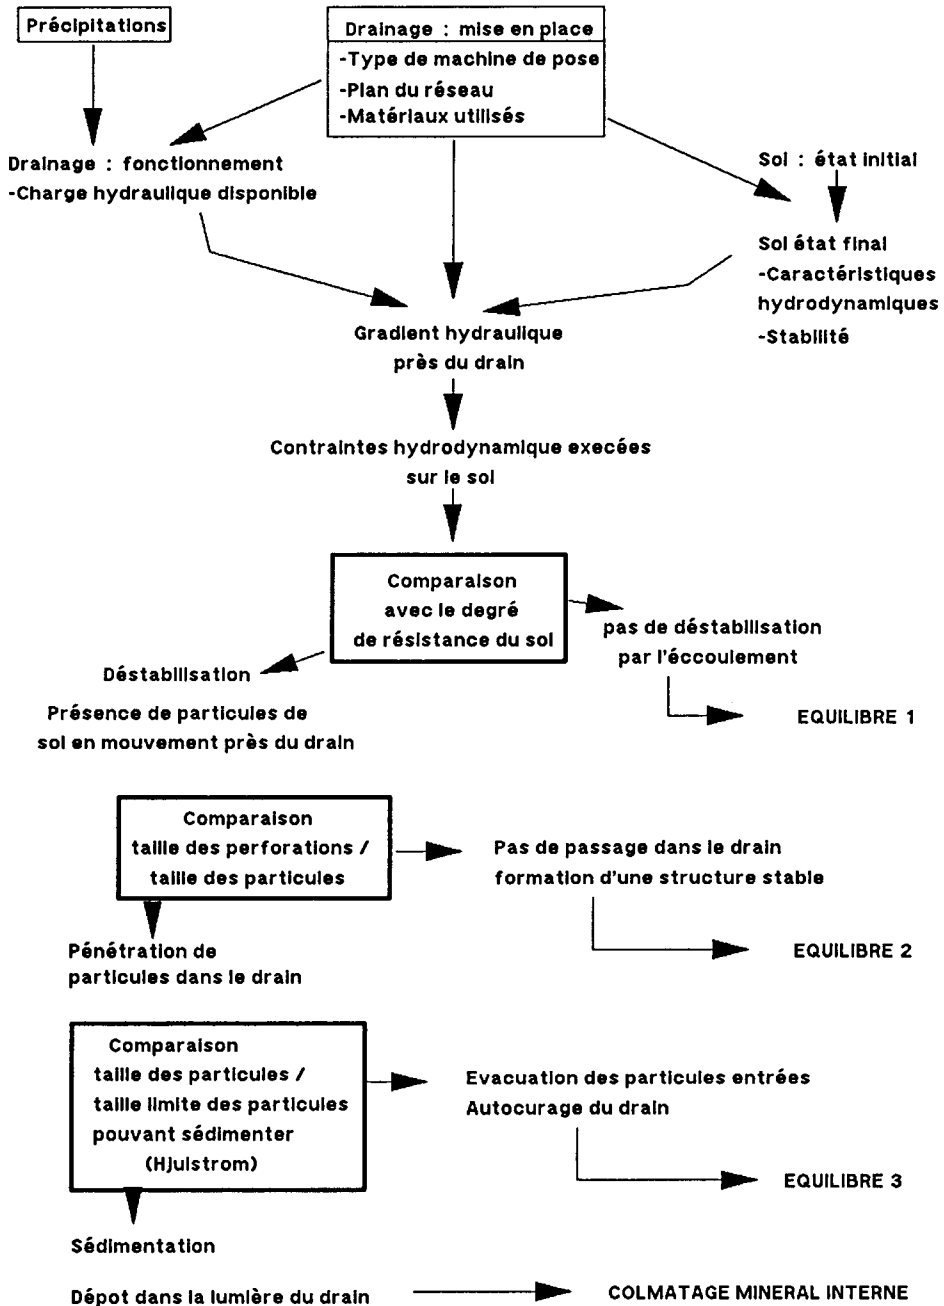 Précipitations
Drainage : mise en place
-Type de machine de pose
-Plan du réseau
-Matériaux utilisés
Drainage : fonctionnement
-Charge hydraulique disponible
Sol : état initial
Sol état final
-Caractéristiques
hydrodynamiques
-Stabilité
Gradient hydraulique
près du drain
Contraintes hydrodynamique execées
sur le sol
Comparaison
avec le degré
de résistance du sol
pas de déstabilisation
par l'éccoulement
EQUILIBRE 1
Déstabilisation
Présence de particules de
sol en mouvement près du drain
Comparaison
taille des perforations /
taille des particules
Pas de passage dans le drain
formation d'une structure stable
EQUILIBRE 2
Pénétration de
particules dans le drain
Comparaison
taille des particules /
taille limite des particules
pouvant sédimenter
(Hjulstrom)
Evacuation des particules entrées
Autocurage du drain
EQUILIBRE 3
Sédimentation
Dépot dans la lumière du drain
COLMATAGE MINERAL INTERNE